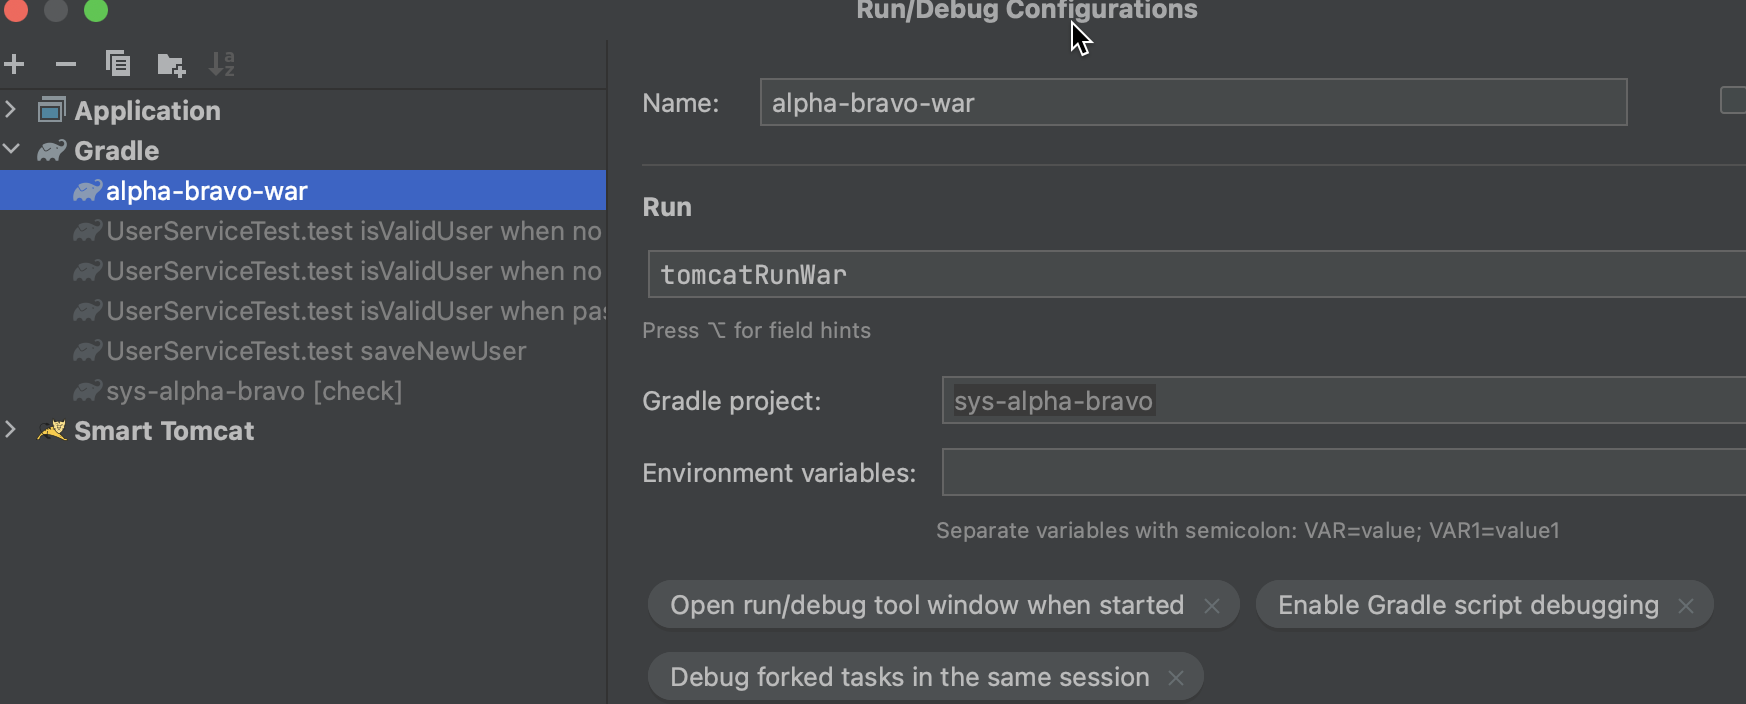 Run/Debug Configurations
Application
Gradle
alpha-bravo-war
UserServiceTest.test isValidUser when no
UserServiceTest.test isValidUser when no
UserServiceTest.test isValidUser when pas
UserServiceTest.test saveNewUser
sys-alpha-bravo [check]
Smart Tomcat
Name: alpha-bravo-war
Run
tomcatRunWar
Press ⌥ for field hints
Gradle project: sys-alpha-bravo
Environment variables:
Separate variables with semicolon: VAR=value; VAR1=value1
Open run/debug tool window when started × Enable Gradle script debugging ×
Debug forked tasks in the same session ×